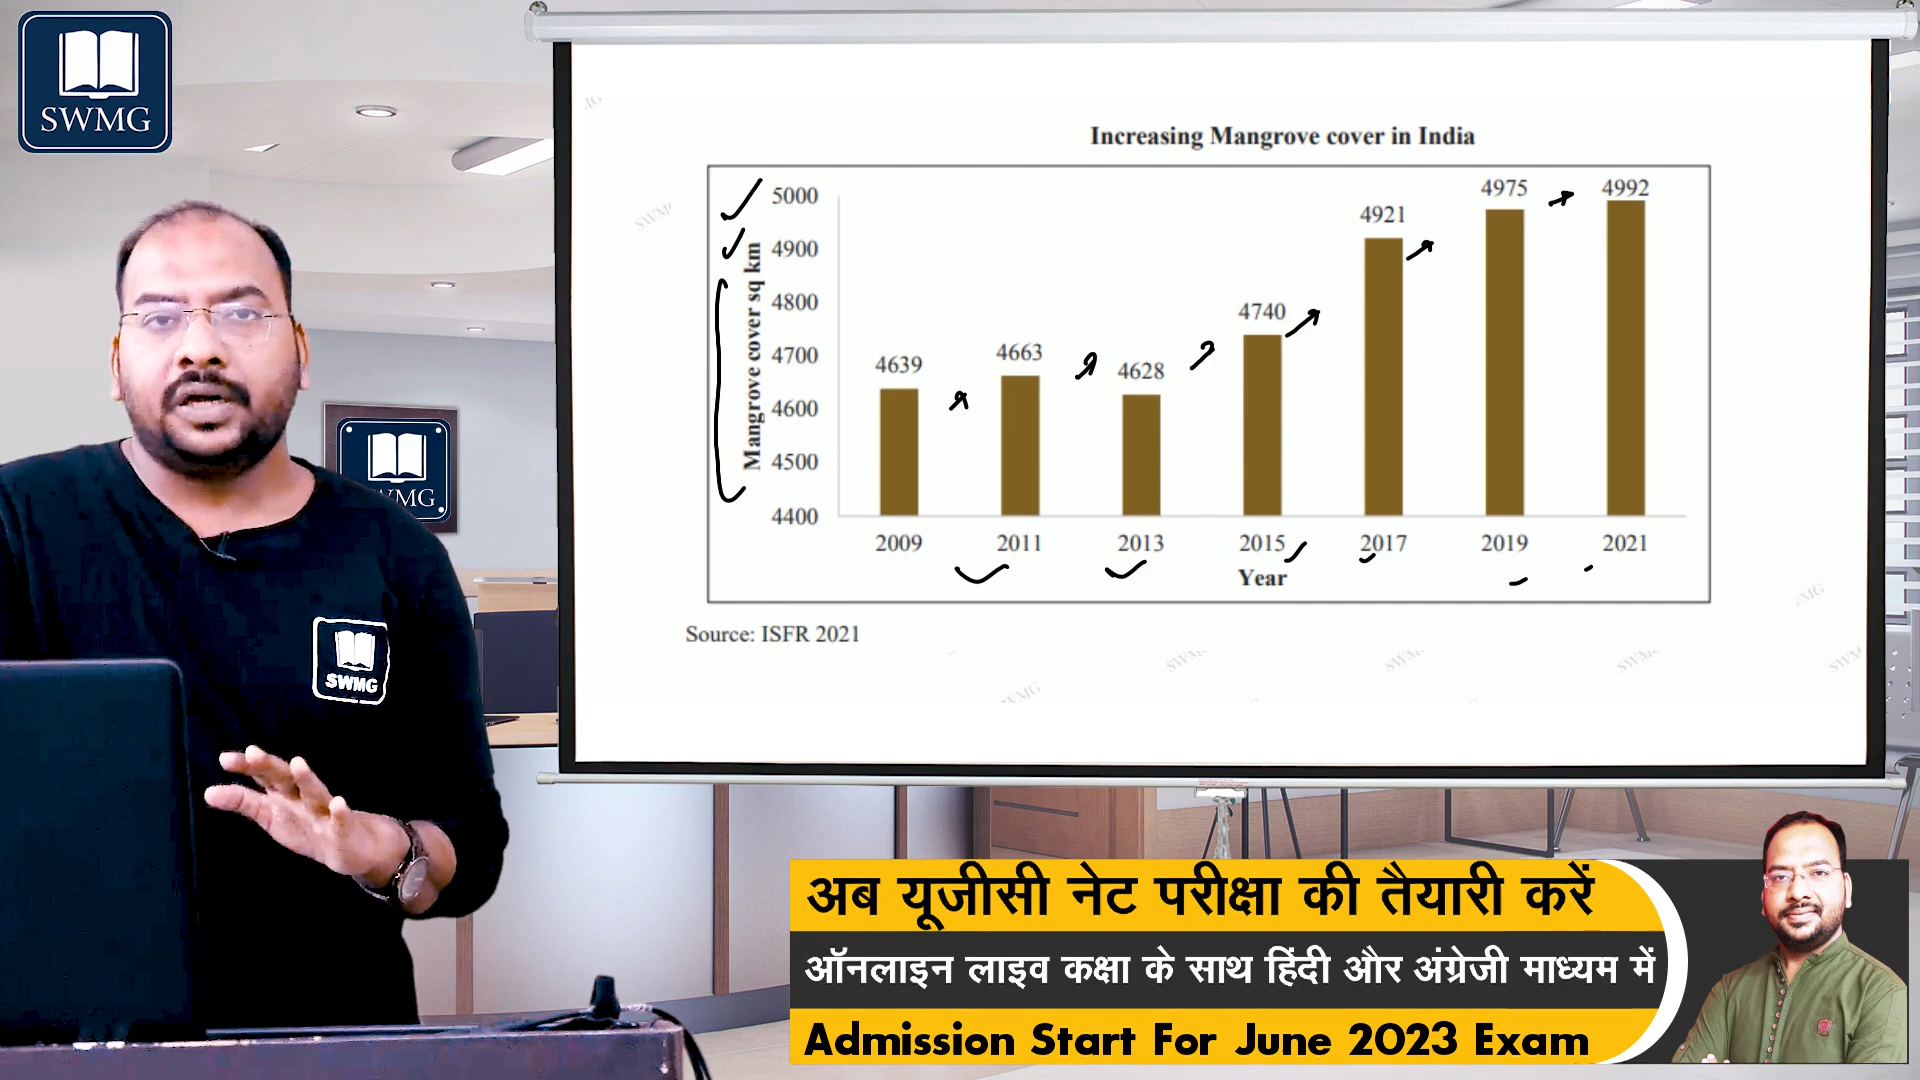 SWMG
Increasing Mangrove cover in India
5000
4900
4800
4700
4600
4500
4400
Mangrove cover sq km
4639
4663
4628
4740
4921
4975
4992
2009
2011
2013
2015
2017
2019
2021
Year
Source: ISFR 2021
SWMG
SWMG
अब यूजीसी नेट परीक्षा की तैयारी करें
ऑनलाइन लाइव कक्षा के साथ हिंदी और अंग्रेजी माध्यम में
Admission Start For June 2023 Exam